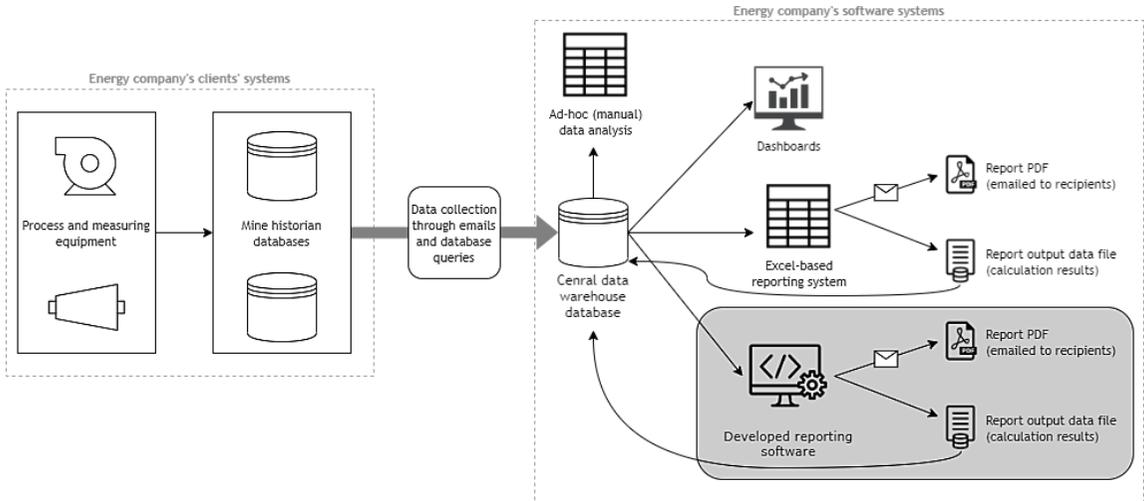 Energy company's software systems
Energy company's clients' systems
Process and measuring
equipment
Mine historian
databases
Data collection
through emails
and database
queries
Ad-hoc (manual)
data analysis
Cenral data
warehouse
database
Dashboards
Excel-based
reporting system
PDF
Report PDF
(emailed to recipients)
Report output data file
(calculation results)
</>
Developed reporting
software
PDF
Report PDF
(emailed to recipients)
Report output data file
(calculation results)